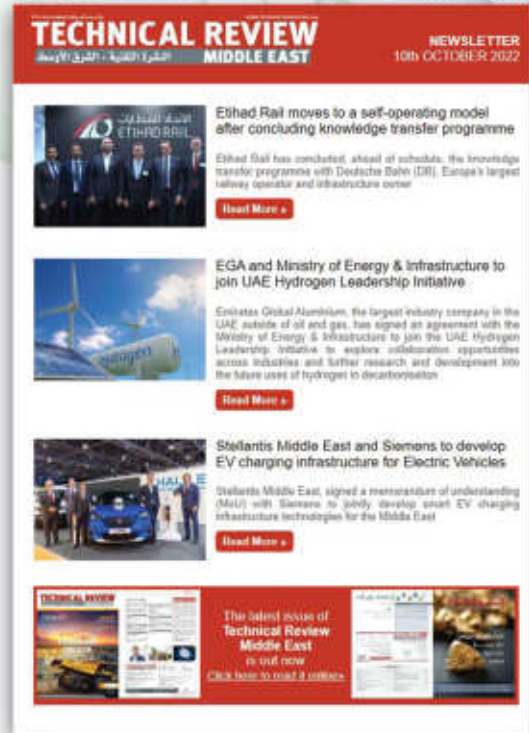 TECHNICAL REVIEW
MIDDLE EAST
النشرة التقنية - الشرق الأوسط
NEWSLETTER
10th OCTOBER 2022
الاتحاد للقطارات
ETIHAD RAIL
Etihad Rail moves to a self-operating model
after concluding knowledge transfer programme
Etihad Rail has concluded, ahead of schedule, the knowledge
transfer programme with Deutsche Bahn (DB), Europe's largest
railway operator and infrastructure owner
Read More »
Hydrogen
EGA and Ministry of Energy & Infrastructure to
join UAE Hydrogen Leadership Initiative
Emirates Global Aluminium, the largest industry company in the
UAE outside of oil and gas, has signed an agreement with the
Ministry of Energy & Infrastructure to join the UAE Hydrogen
Leadership Initiative to explore collaboration opportunities
across industries and further research and development into
the future uses of hydrogen in decarbonisation
Read More »
Stellantis Middle East and Siemens to develop
EV charging infrastructure for Electric Vehicles
Stellantis Middle East, signed a memorandum of understanding
(MoU) with Siemens to jointly develop smart EV charging
infrastructure technologies for the Middle East
Read More »
TECHNICAL REVIEW
The latest issue of
Technical Review
Middle East
is out now
Click here to read it online»